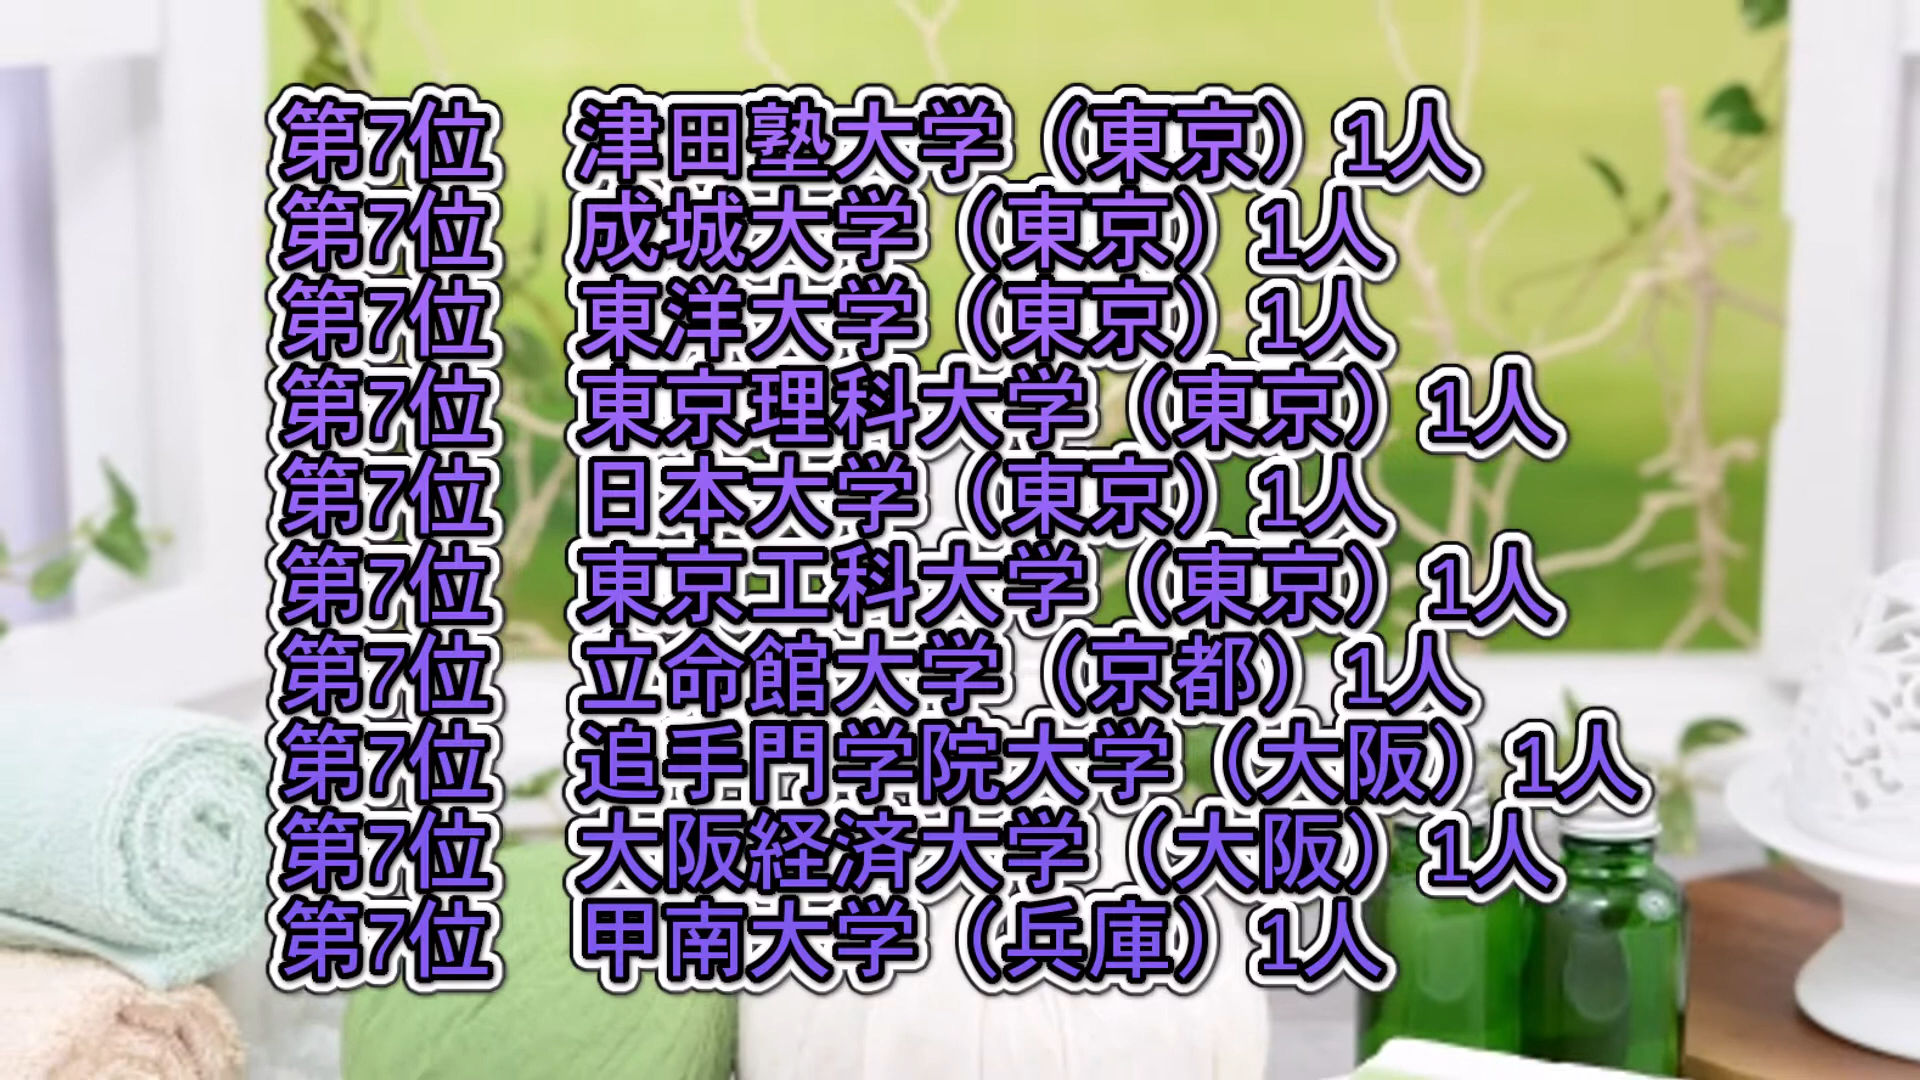 第7位　津田塾大学（東京）1人
第7位　成城大学（東京）1人
第7位　東洋大学（東京）1人
第7位　東京理科大学（東京）1人
第7位　日本大学（東京）1人
第7位　東京工科大学（東京）1人
第7位　立命館大学（京都）1人
第7位　追手門学院大学（大阪）1人
第7位　大阪経済大学（大阪）1人
第7位　甲南大学（兵庫）1人